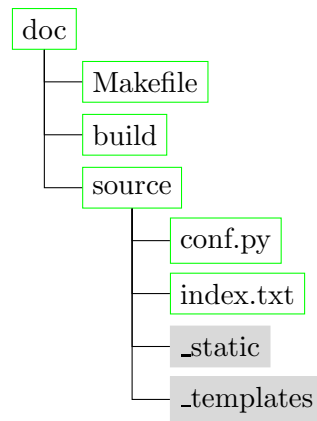 doc
Makefile
build
source
conf.py
index.txt
_static
_templates